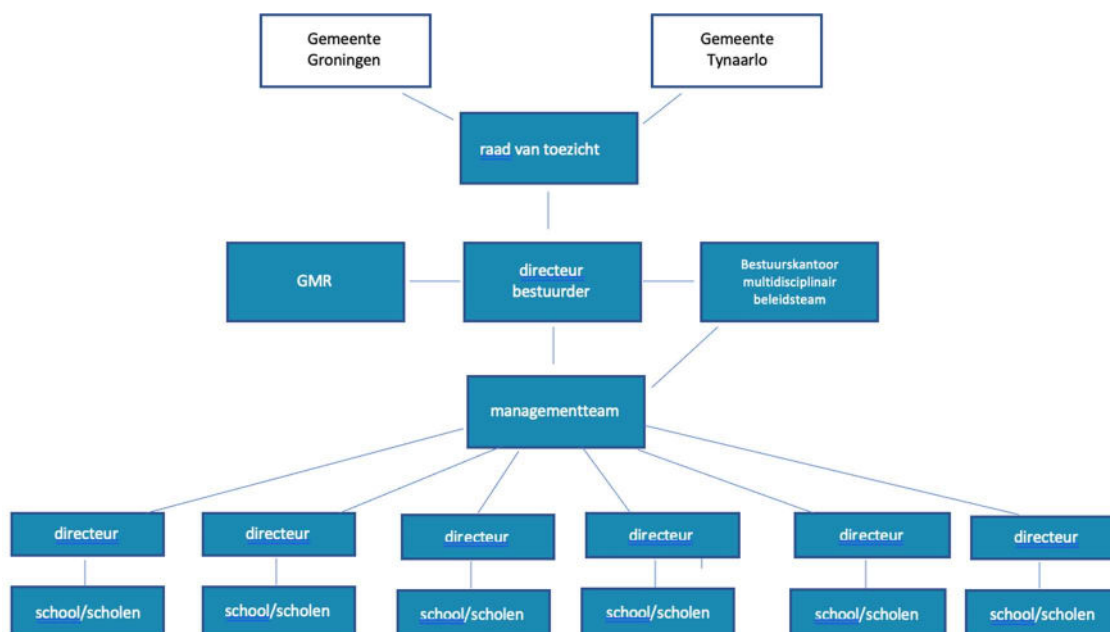 Gemeente
Groningen
Gemeente
Tynaarlo
raad van toezicht
GMR
directeur
bestuurder
Bestuurskantoor
multidisciplinair
beleidsteam
managementteam
directeur
directeur
directeur
directeur
directeur
directeur
school/scholen
school/scholen
school/scholen
school/scholen
school/scholen
school/scholen